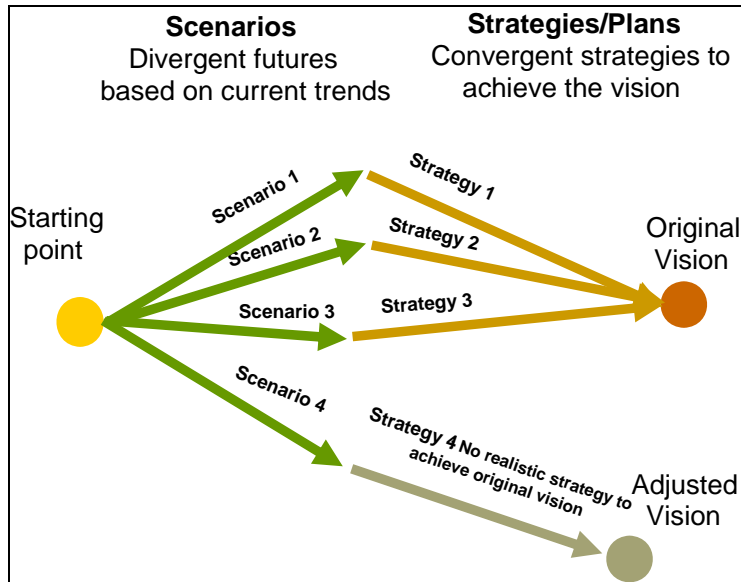 Scenarios
Divergent futures
based on current trends
Strategies/Plans
Convergent strategies to
achieve the vision
Starting
point
Scenario 1
Scenario 2
Scenario 3
Scenario 4
Strategy 1
Strategy 2
Strategy 3
Strategy 4 No realistic strategy to
achieve original vision
Original
Vision
Adjusted
Vision